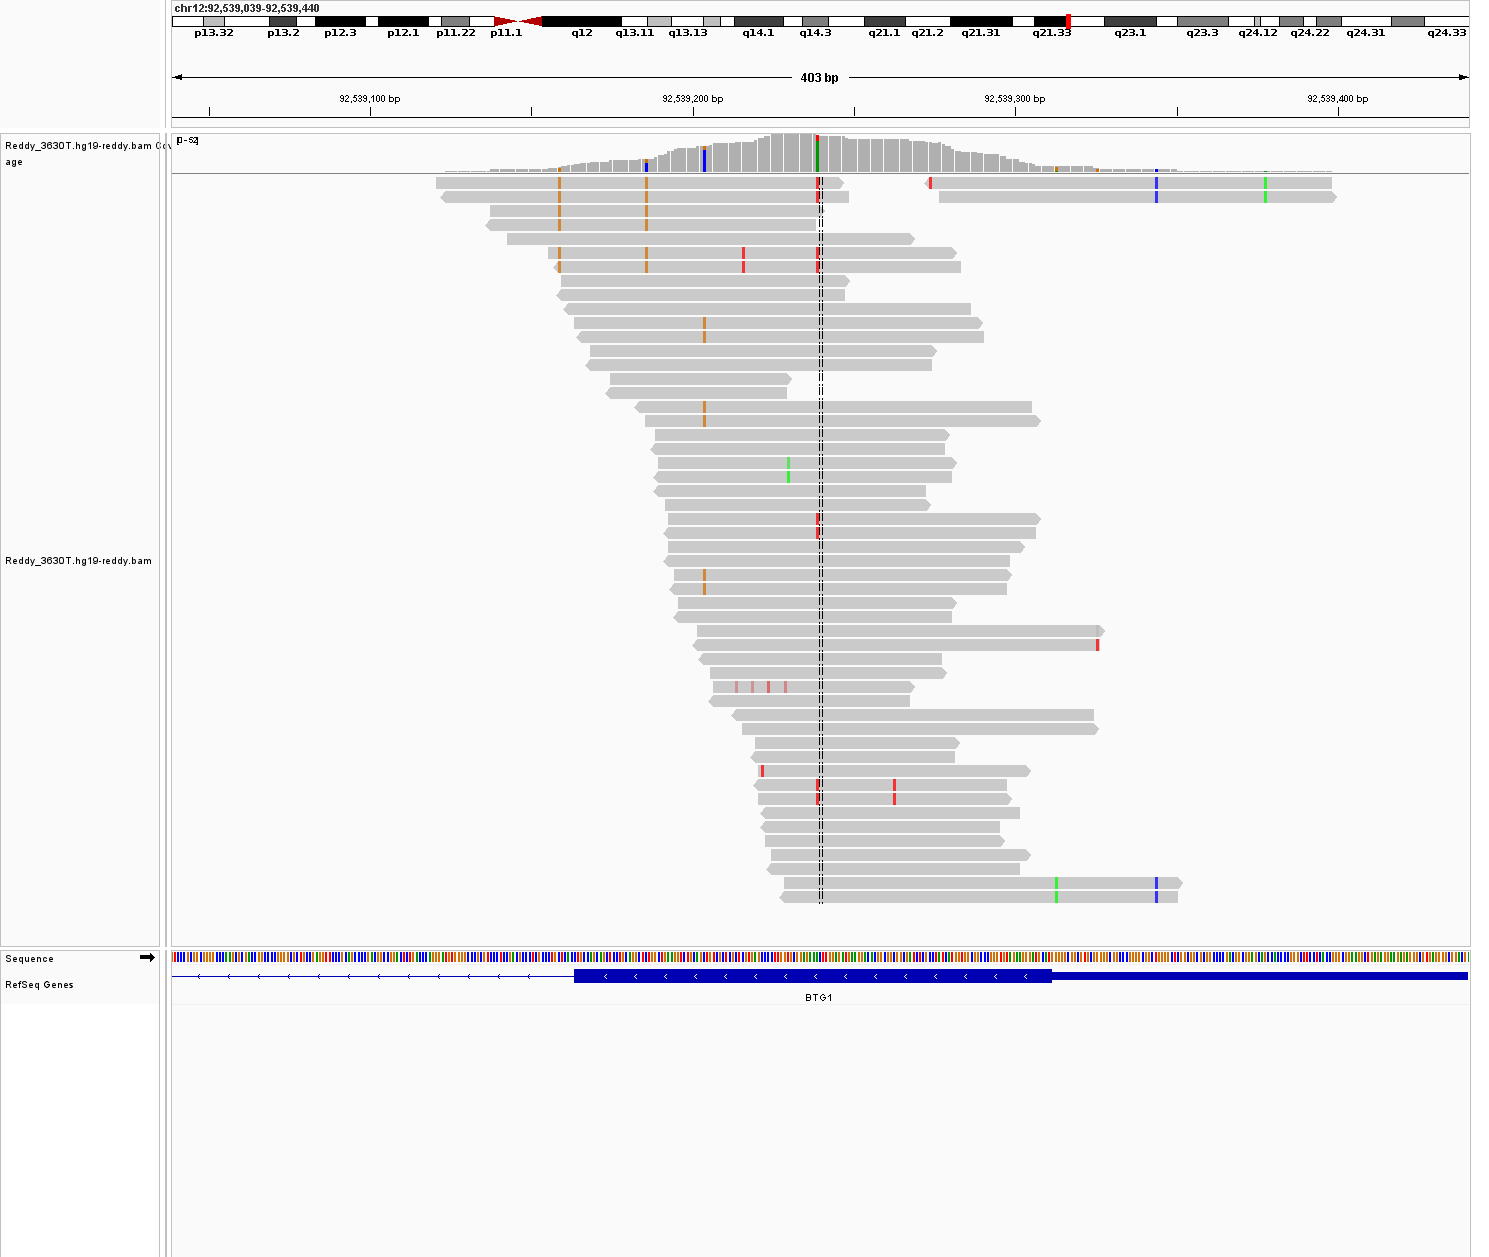 chr12:92,539,039-92,539,440
p13.32 p13.2 p12.3 p12.1 p11.22 p11.1 q12 q13.11 q13.13 q14.1 q14.3 q21.1 q21.2 q21.31 q21.33 q23.1 q23.3 q24.12 q24.22 q24.31 q24.33
403 bp
92,539,100 bp 92,539,200 bp 92,539,300 bp 92,539,400 bp
Reddy_3630T.hg19-reddy.bam Cov [0-52]
age
Reddy_3630T.hg19-reddy.bam
Sequence
RefSeq Genes
BTG1